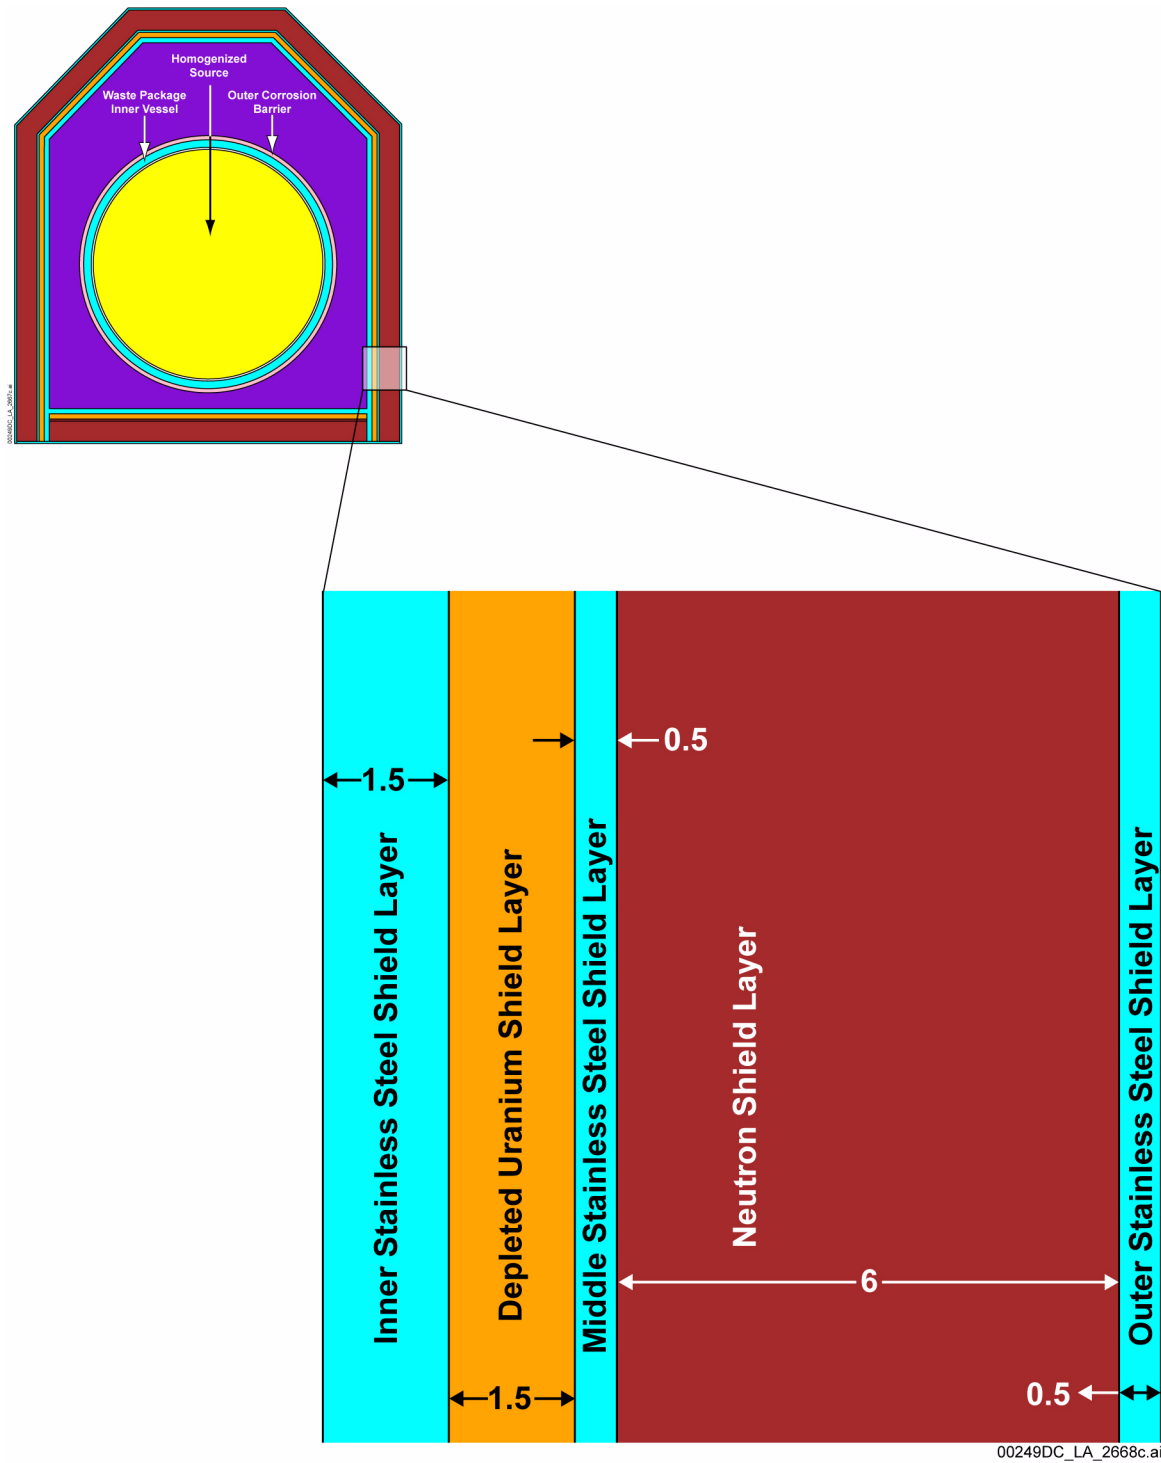 Homogenized
Source
Waste Package
Inner Vessel
Outer Corrosion
Barrier
00249DC_LA_2667c.ai
0.5
1.5
Inner Stainless Steel Shield Layer
Depleted Uranium Shield Layer
Middle Stainless Steel Shield Layer
Neutron Shield Layer
Outer Stainless Steel Shield Layer
6
1.5
0.5
00249DC_LA_2668c.ai